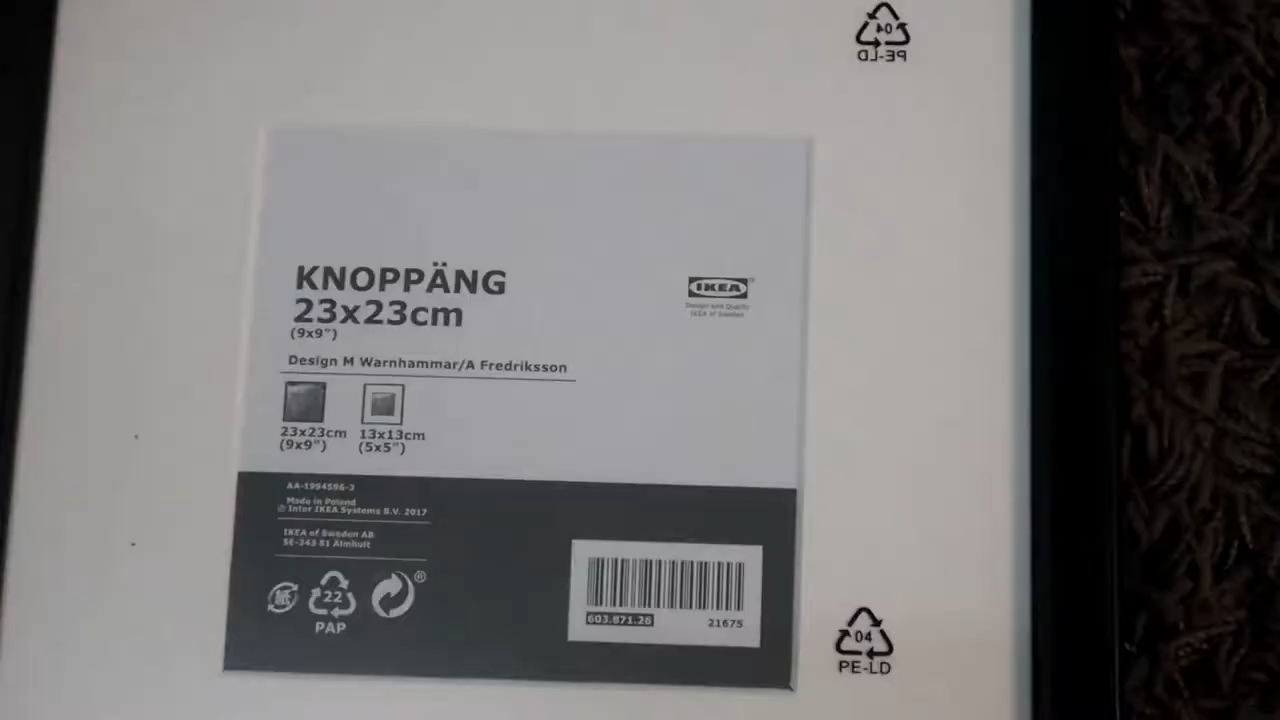 04
PE-LD
KNOPPÄNG
23x23cm
(9x9")
IKEA®
Design and Quality
IKEA of Sweden
Design M Warnhammar/A Fredriksson
23x23cm 13x13cm
(9x9") (5x5")
AA-1994596-3
Made in Poland
© Inter IKEA Systems B.V. 2017
IKEA of Sweden AB
SE-343 81 Älmhult
紙
22
PAP
®
603.871.26
21675
04
PE-LD